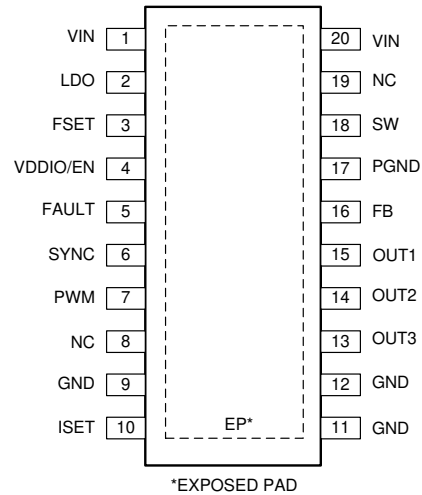 VIN 1 20 VIN
LDO 2 19 NC
FSET 3 18 SW
VDDIO/EN 4 17 PGND
FAULT 5 16 FB
SYNC 6 15 OUT1
PWM 7 14 OUT2
NC 8 13 OUT3
GND 9 12 GND
ISET 10 EP* 11 GND
*EXPOSED PAD